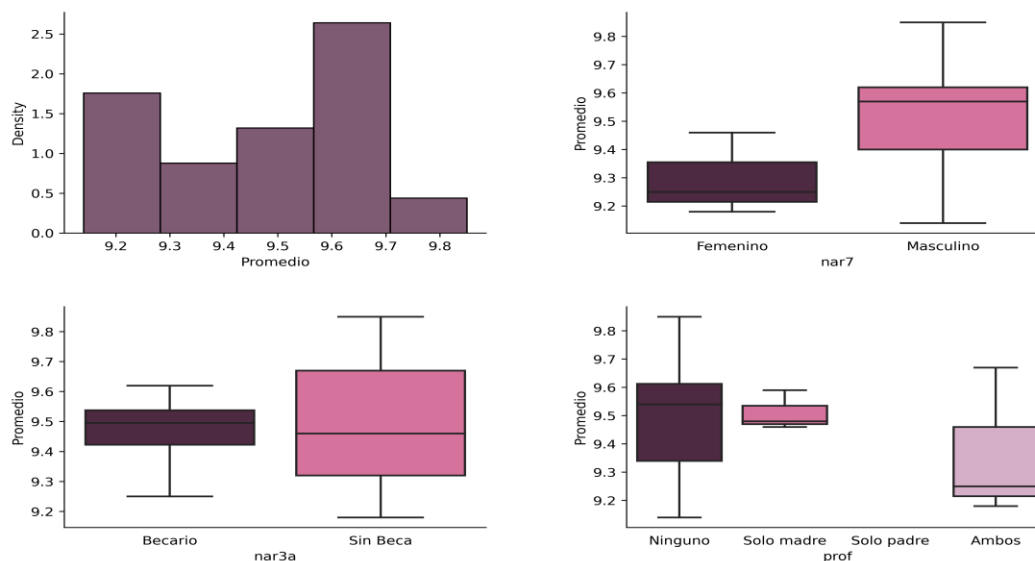 2.5
2.0
1.5
1.0
0.5
0.0
Density
9.2 9.3 9.4 9.5 9.6 9.7 9.8
Promedio
9.8
9.7
9.6
9.5
9.4
9.3
9.2
Promedio
Femenino Masculino
nar7
9.8
9.7
9.6
9.5
9.4
9.3
9.2
Promedio
Becario Sin Beca
nar3a
9.8
9.7
9.6
9.5
9.4
9.3
9.2
Promedio
Ninguno Solo madre Solo padre Ambos
prof